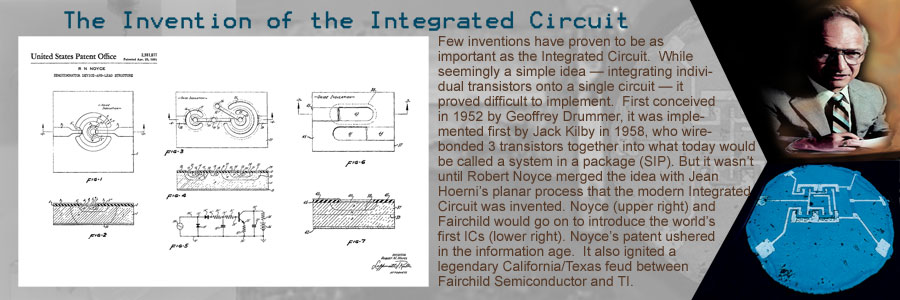 The Invention of the Integrated Circuit
United States Patent Office
2,981,877
Patented Apr. 25, 1961
R N NOYCE
SEMICONDUCTOR DEVICE-AND-LEAD STRUCTURE
FIG-1
FIG-2
FIG-3
FIG-4
FIG-5
FIG-6
FIG-7
Few inventions have proven to be as
important as the Integrated Circuit.  While
seemingly a simple idea — integrating indivi-
dual transistors onto a single circuit — it
proved difficult to implement.  First conceived
in 1952 by Geoffrey Drummer, it was imple-
mented first by Jack Kilby in 1958, who wire-
bonded 3 transistors together into what today would
be called a system in a package (SIP). But it wasn't
until Robert Noyce merged the idea with Jean
Hoerni's planar process that the modern Integrated
Circuit was invented. Noyce (upper right) and
Fairchild would go on to introduce the world's
first ICs (lower right). Noyce's patent ushered
in the information age.  It also ignited a
legendary California/Texas feud between
Fairchild Semiconductor and TI.